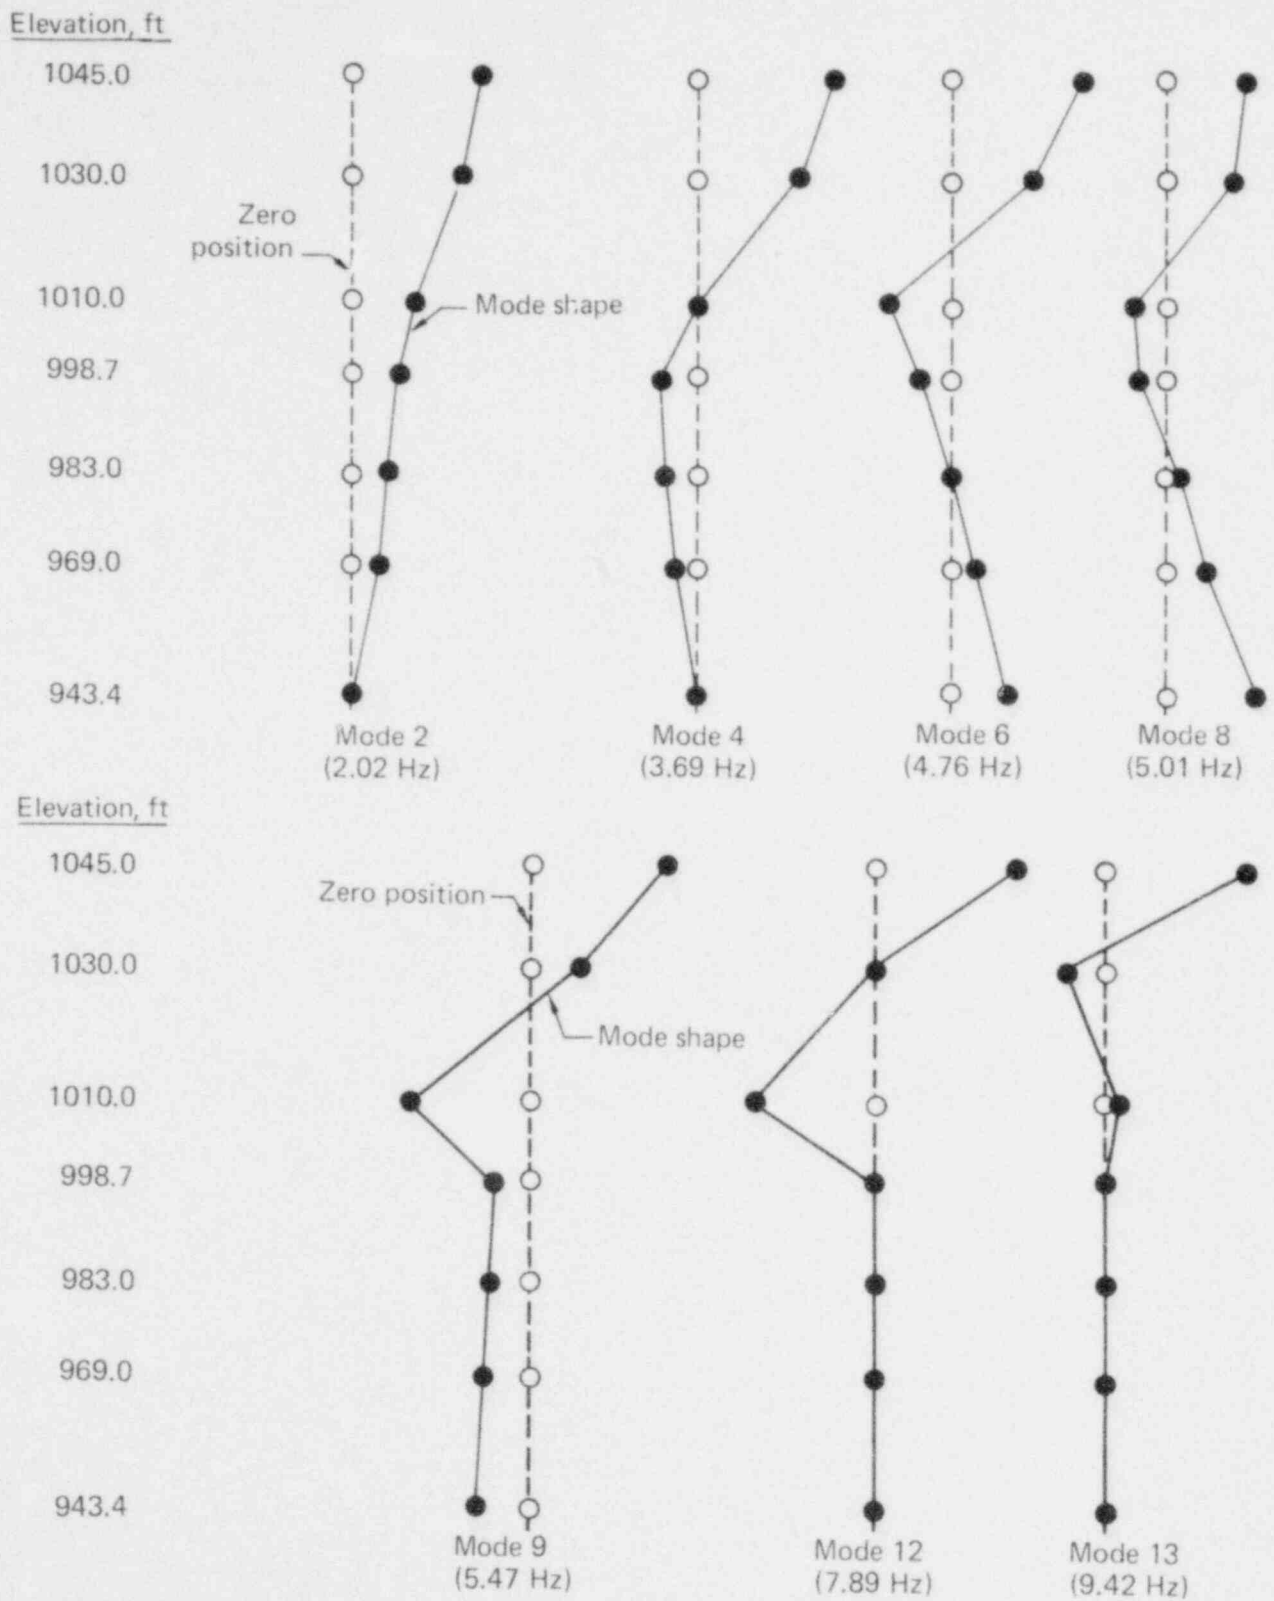 Elevation, ft
1045.0
1030.0
Zero
position
1010.0
Mode shape
998.7
983.0
969.0
943.4
Mode 2
(2.02 Hz)
Mode 4
(3.69 Hz)
Mode 6
(4.76 Hz)
Mode 8
(5.01 Hz)
Elevation, ft
1045.0
Zero position
1030.0
Mode shape
1010.0
998.7
983.0
969.0
943.4
Mode 9
(5.47 Hz)
Mode 12
(7.89 Hz)
Mode 13
(9.42 Hz)